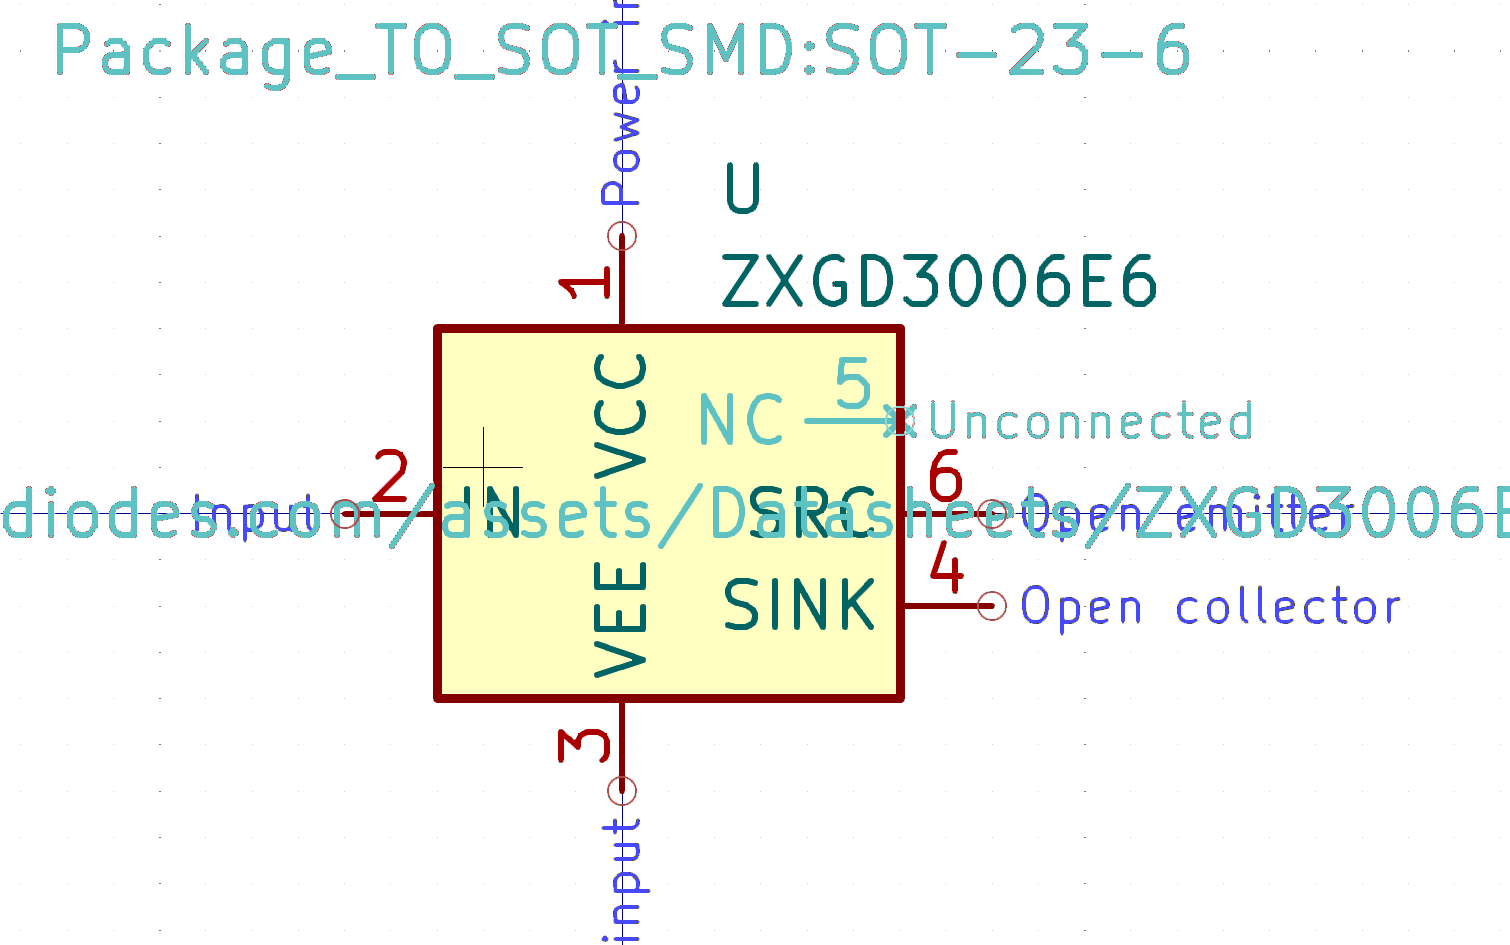 Package_TO_SOT_SMD:SOT-23-6
Power in
U
ZXGD3006E6
1
VCC
5
NC
Unconnected
2
6
Input
IN
SRC
Open emitter
diodes.com/assets/Datasheets/ZXGD3006E
4
SINK
Open collector
VEE
3
input